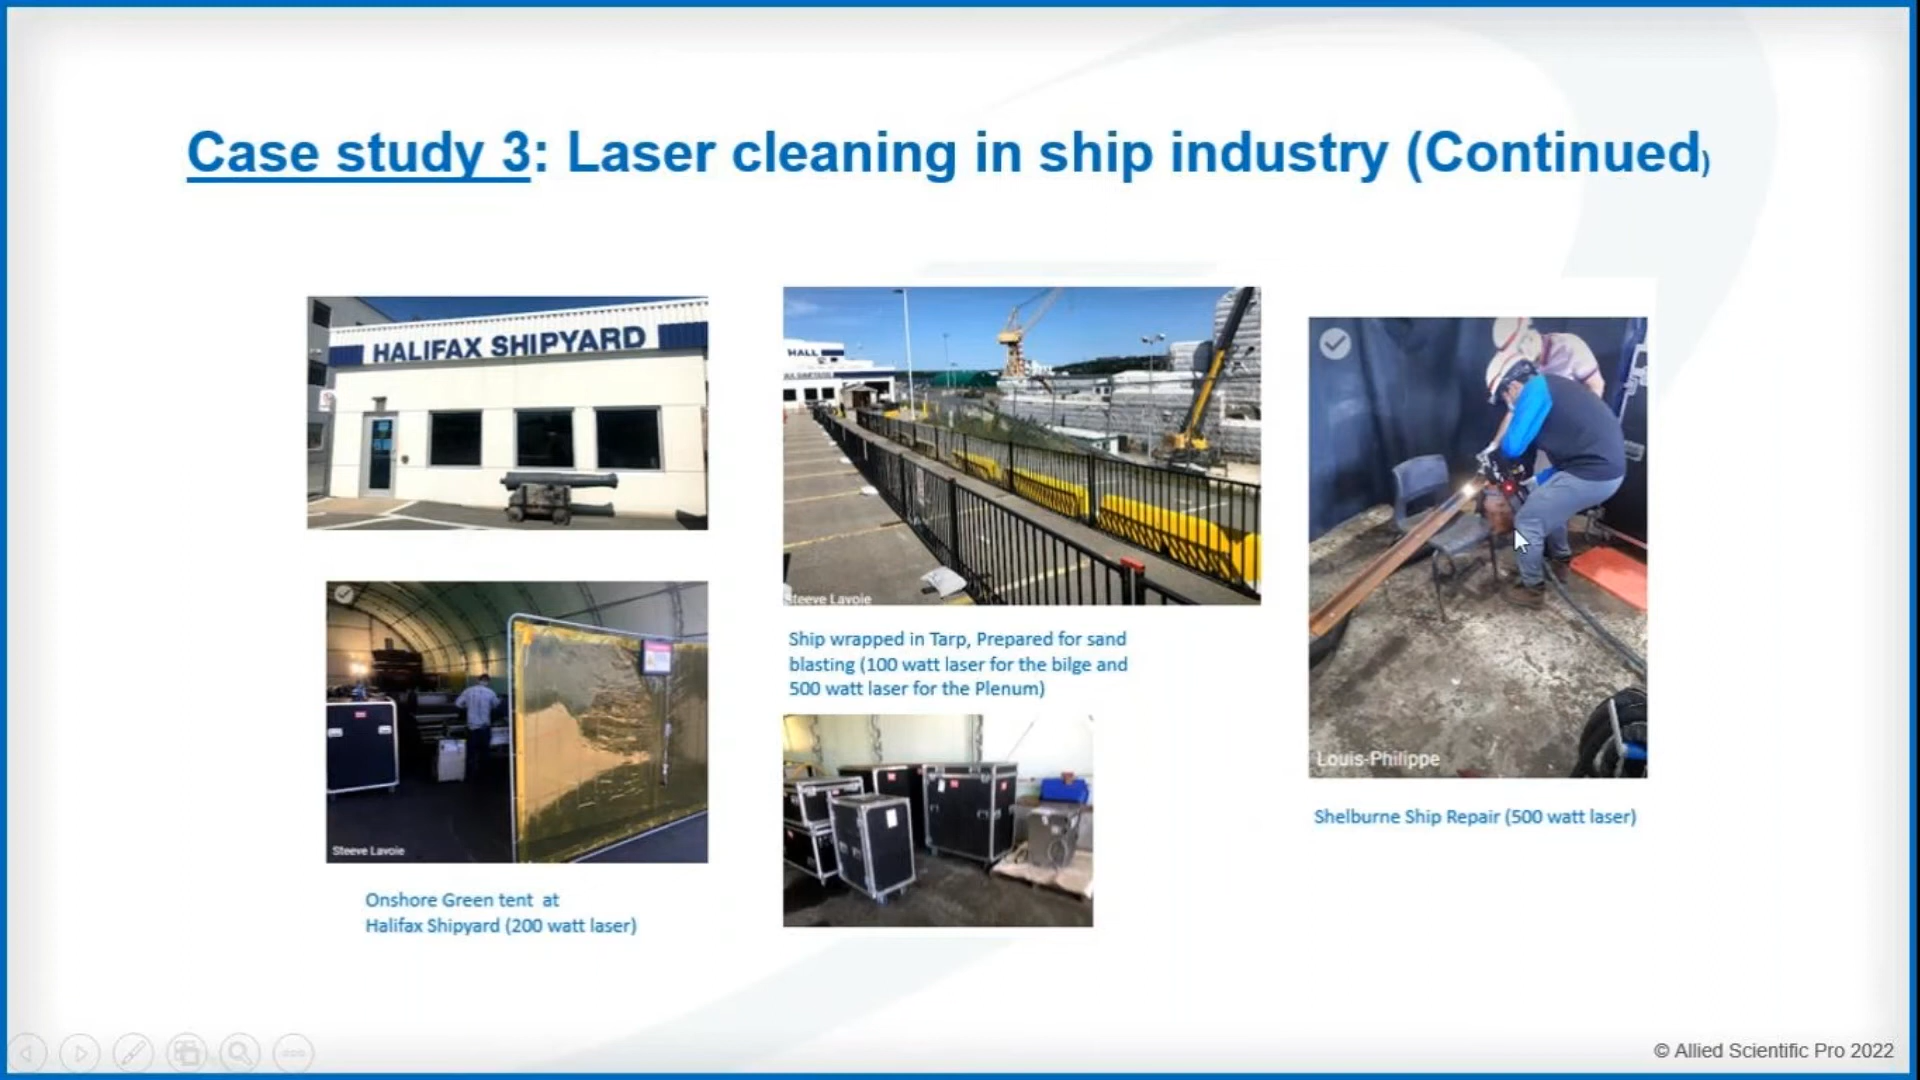 Case study 3: Laser cleaning in ship industry (Continued)
HALIFAX SHIPYARD
HALL
Steeve Lavoie
Ship wrapped in Tarp, Prepared for sand
blasting (100 watt laser for the bilge and
500 watt laser for the Plenum)
Steeve Lavoie
Onshore Green tent at
Halifax Shipyard (200 watt laser)
Louis-Philippe
Shelburne Ship Repair (500 watt laser)
© Allied Scientific Pro 2022